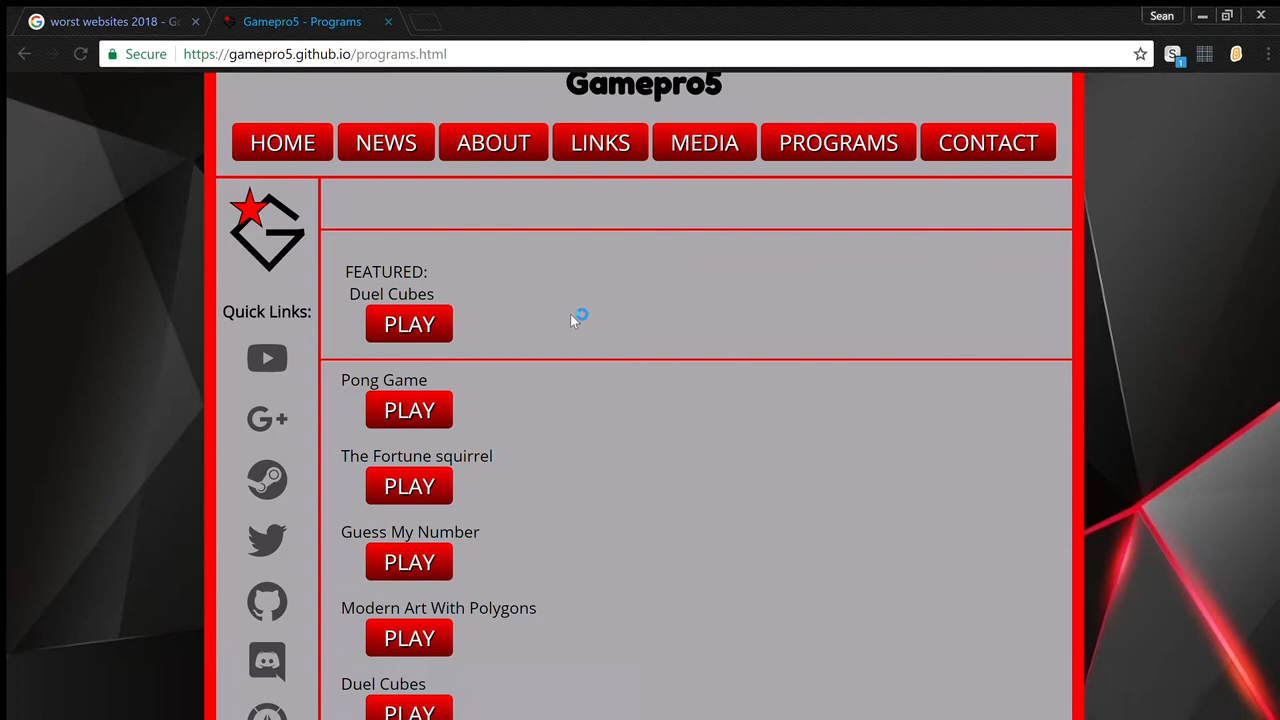 worst websites 2018 - G
Gamepro5 - Programs
Sean
Secure
https://gamepro5.github.io/programs.html
Gamepro5
HOME NEWS ABOUT LINKS MEDIA PROGRAMS CONTACT
Quick Links:
G+
FEATURED:
Duel Cubes
PLAY
Pong Game
PLAY
The Fortune squirrel
PLAY
Guess My Number
PLAY
Modern Art With Polygons
PLAY
Duel Cubes
PLAY